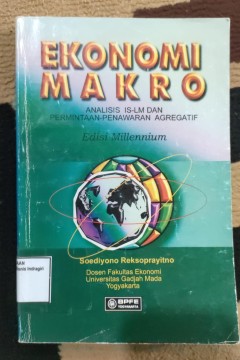 EKONOMI
MAKRO
ANALISIS IS-LM DAN
PERMINTAAN-PENAWARAN AGREGATIF
Edisi Millennium
Soediyono Reksoprayitno
Dosen Fakultas Ekonomi
Universitas Gadjah Mada
Yogyakarta
BPFE
YOGYAKARTA